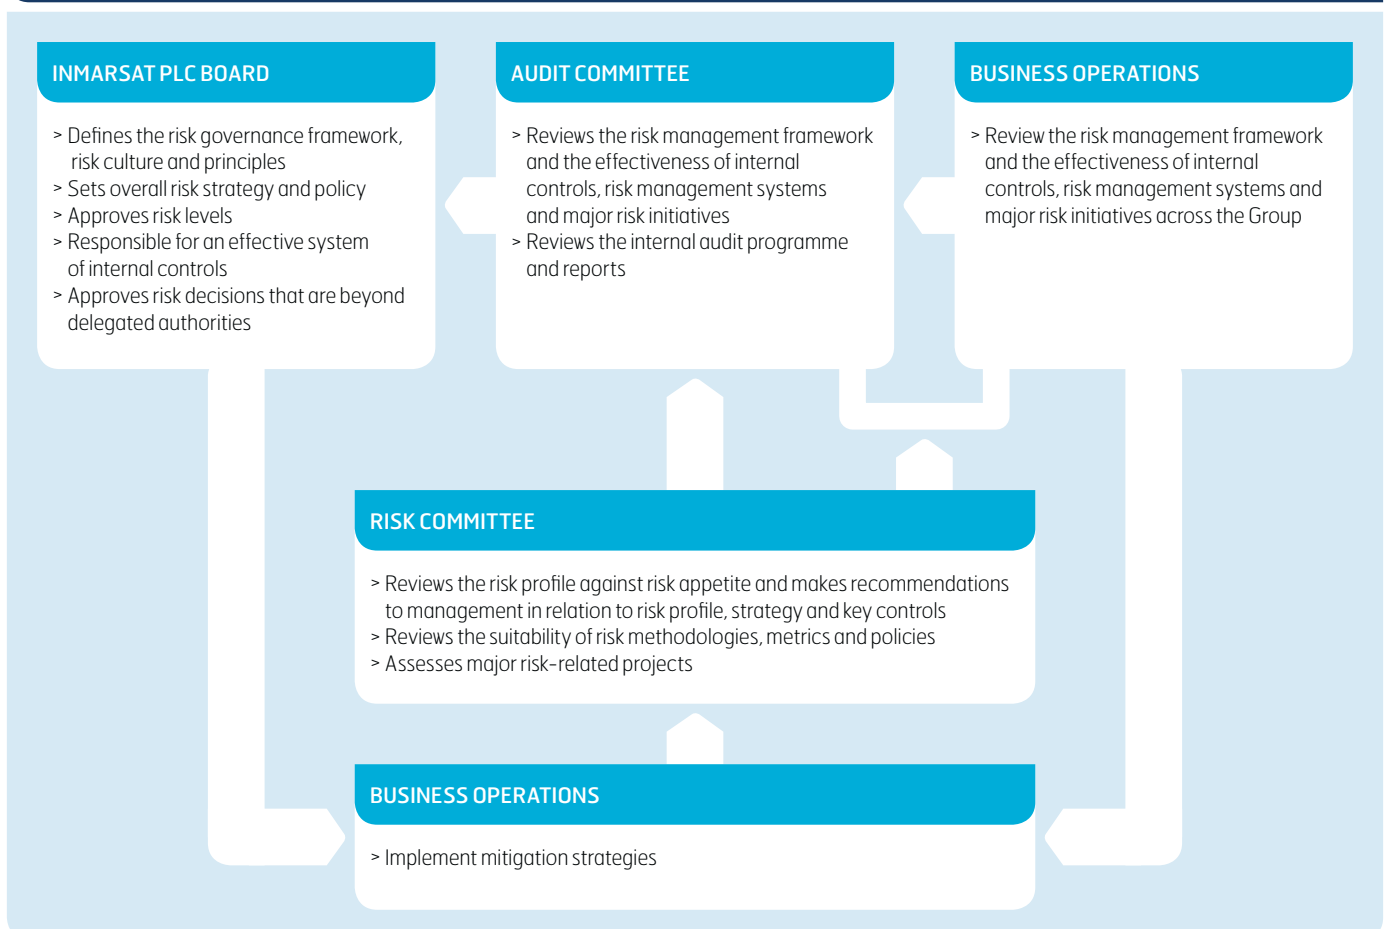 INMARSAT PLC BOARD
> Defines the risk governance framework,
risk culture and principles
> Sets overall risk strategy and policy
> Approves risk levels
> Responsible for an effective system
of internal controls
> Approves risk decisions that are beyond
delegated authorities
AUDIT COMMITTEE
> Reviews the risk management framework
and the effectiveness of internal
controls, risk management systems
and major risk initiatives
> Reviews the internal audit programme
and reports
BUSINESS OPERATIONS
> Review the risk management framework
and the effectiveness of internal
controls, risk management systems and
major risk initiatives across the Group
RISK COMMITTEE
> Reviews the risk profile against risk appetite and makes recommendations
to management in relation to risk profile, strategy and key controls
> Reviews the suitability of risk methodologies, metrics and policies
> Assesses major risk-related projects
BUSINESS OPERATIONS
> Implement mitigation strategies